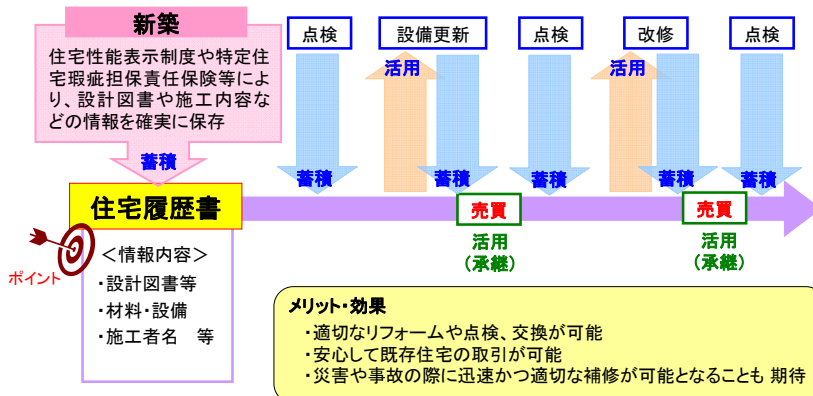 新築
住宅性能表示制度や特定住
宅瑕疵担保責任保険等によ
り、設計図書や施工内容な
どの情報を確実に保存
蓄積
点検
設備更新
点検
改修
点検
活用
活用
蓄積
蓄積
蓄積
蓄積
蓄積
住宅履歴書
売買
売買
活用
(承継)
活用
(承継)
ポイント
＜情報内容＞
・設計図書等
・材料・設備
・施工者名　等
メリット・効果
・適切なリフォームや点検、交換が可能
・安心して既存住宅の取引が可能
・災害や事故の際に迅速かつ適切な補修が可能となることも 期待